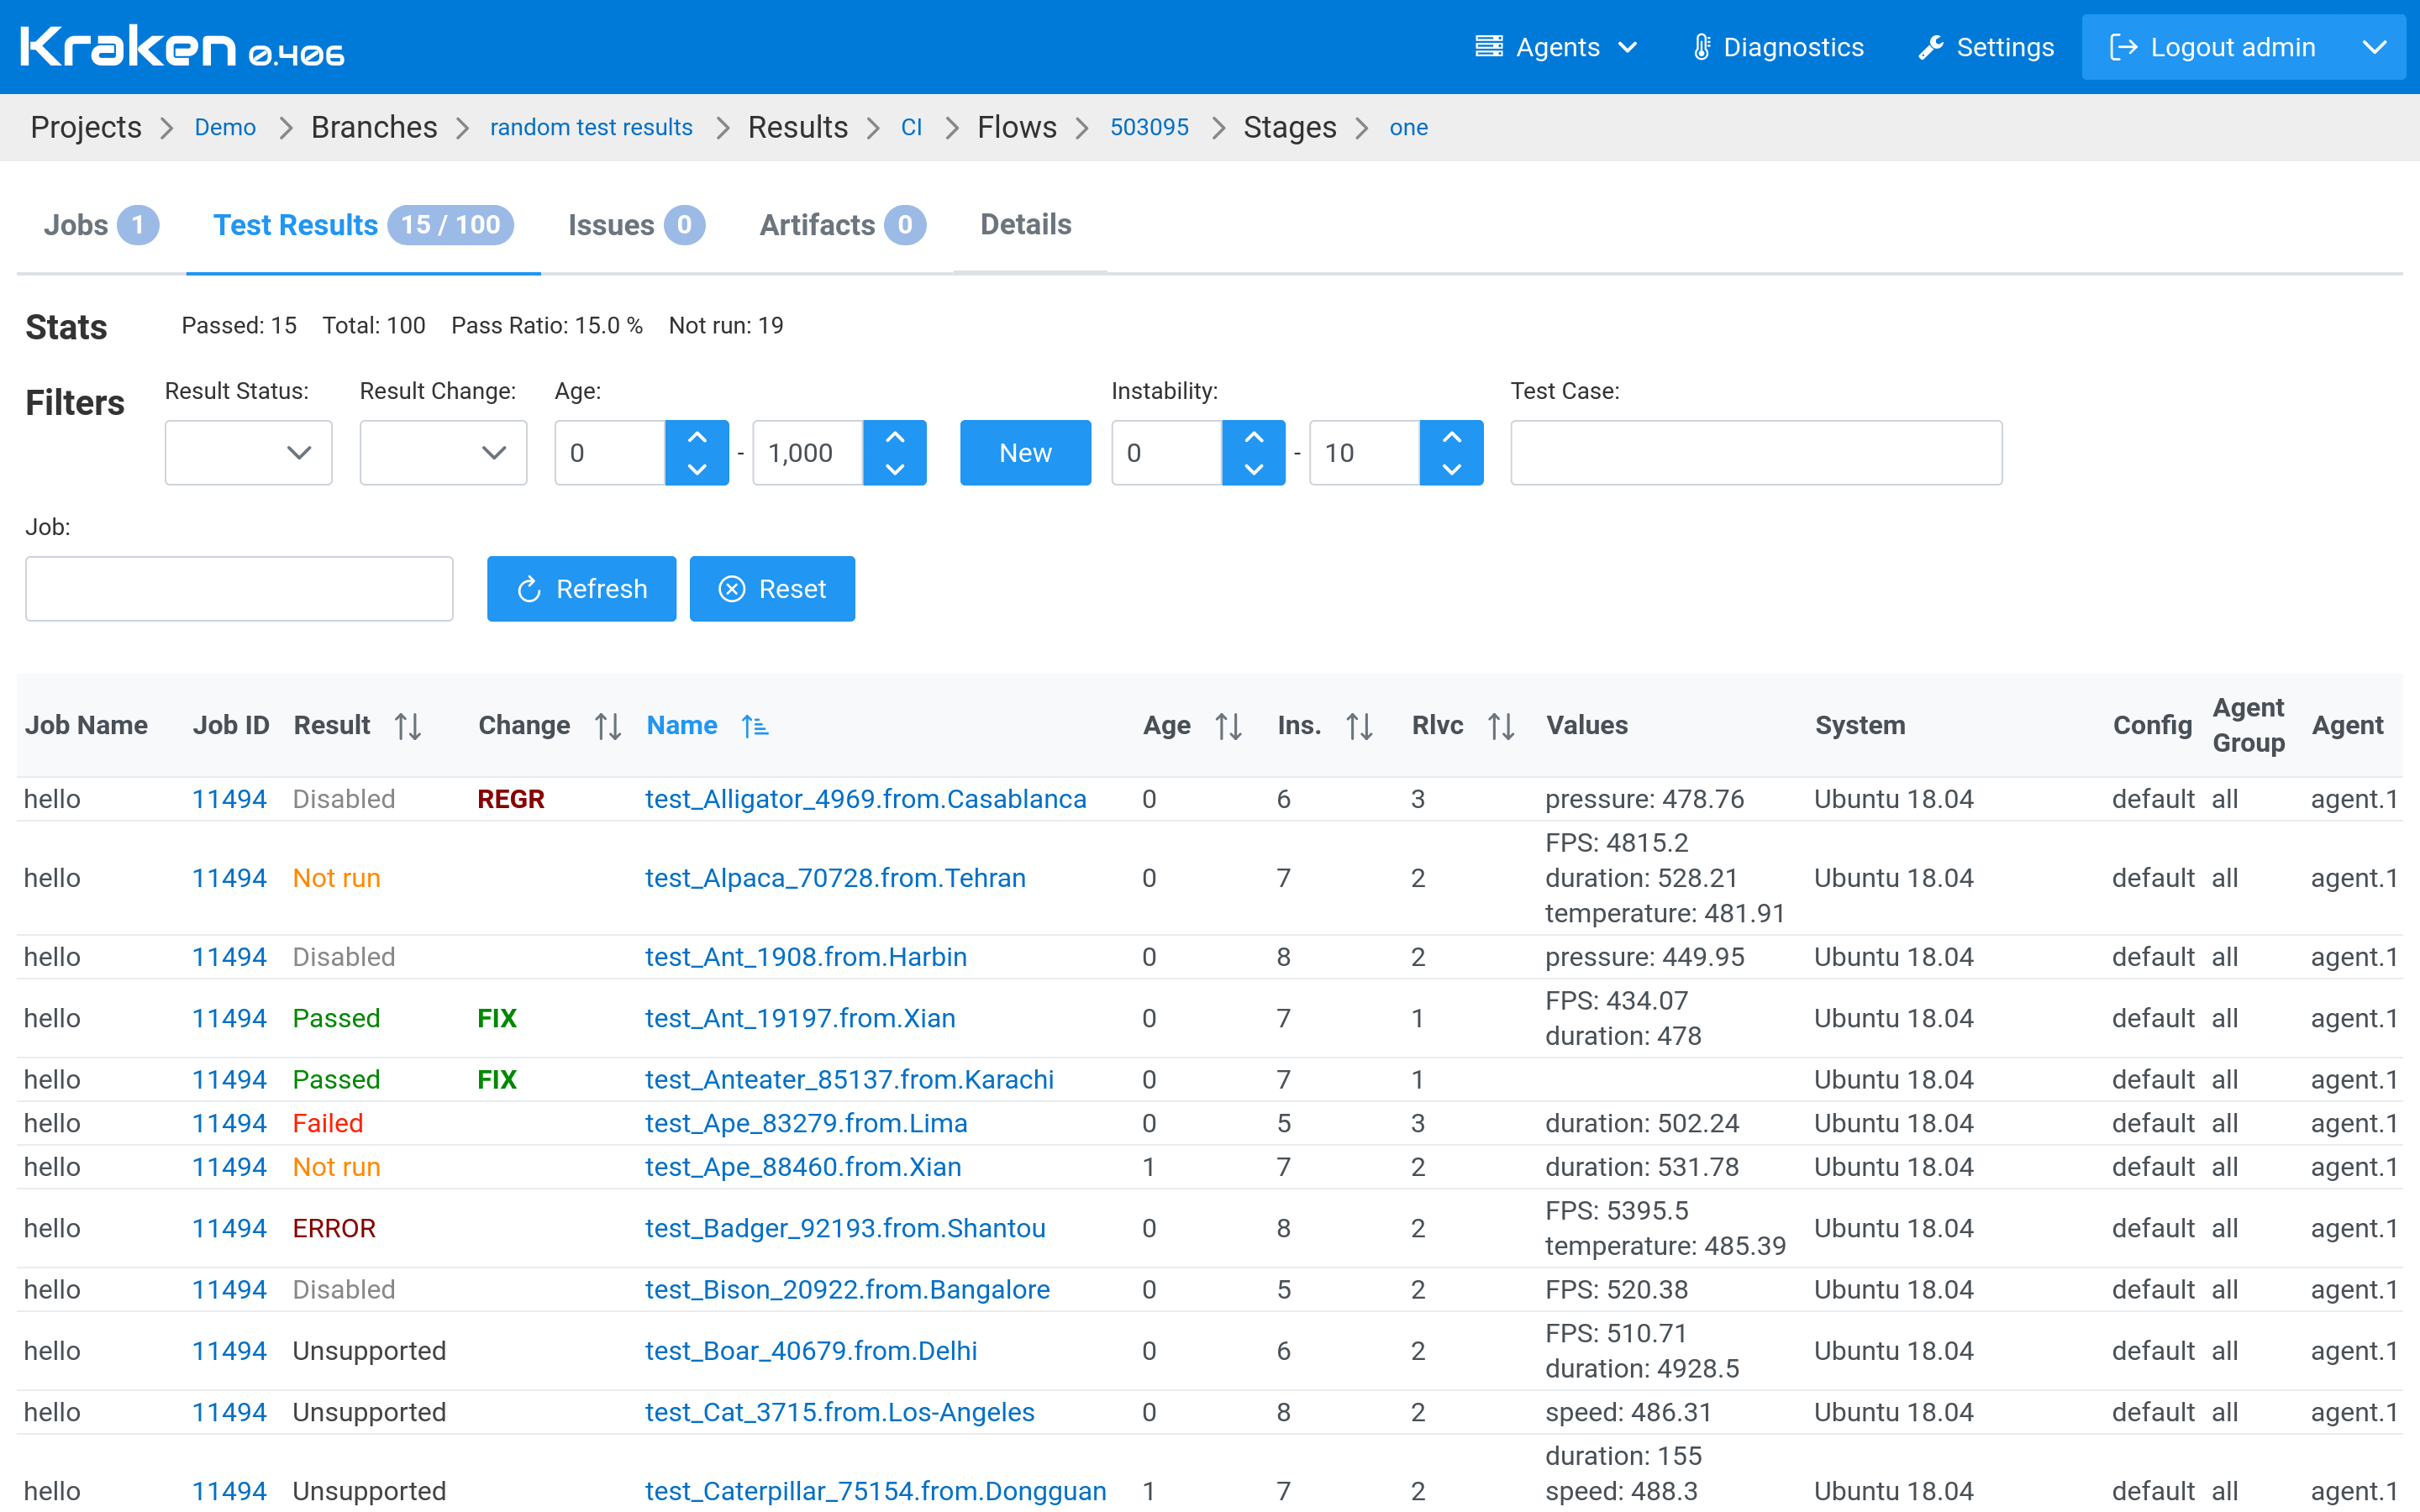 Kraken 0.406 Agents Diagnostics Settings Logout admin
Projects Demo Branches random test results Results CI Flows 503095 Stages one
Jobs 1 Test Results 15 / 100 Issues 0 Artifacts 0 Details
Stats Passed: 15 Total: 100 Pass Ratio: 15.0 % Not run: 19
Filters Result Status: Result Change: Age: Instability: Test Case:
0 - 1,000 New 0 - 10
Job:
Refresh Reset
Job Name Job ID Result Change Name Age Ins. Rlvc Values System Config Agent Group Agent
hello 11494 Disabled REGR test_Alligator_4969.from.Casablanca 0 6 3 pressure: 478.76 Ubuntu 18.04 default all agent.1
FPS: 4815.2
hello 11494 Not run test_Alpaca_70728.from.Tehran 0 7 2 duration: 528.21 Ubuntu 18.04 default all agent.1
temperature: 481.91
hello 11494 Disabled test_Ant_1908.from.Harbin 0 8 2 pressure: 449.95 Ubuntu 18.04 default all agent.1
FPS: 434.07
hello 11494 Passed FIX test_Ant_19197.from.Xian 0 7 1 Ubuntu 18.04 default all agent.1
duration: 478
hello 11494 Passed FIX test_Anteater_85137.from.Karachi 0 7 1 Ubuntu 18.04 default all agent.1
hello 11494 Failed test_Ape_83279.from.Lima 0 5 3 duration: 502.24 Ubuntu 18.04 default all agent.1
hello 11494 Not run test_Ape_88460.from.Xian 1 7 2 duration: 531.78 Ubuntu 18.04 default all agent.1
FPS: 5395.5
hello 11494 ERROR test_Badger_92193.from.Shantou 0 8 2 Ubuntu 18.04 default all agent.1
temperature: 485.39
hello 11494 Disabled test_Bison_20922.from.Bangalore 0 5 2 FPS: 520.38 Ubuntu 18.04 default all agent.1
FPS: 510.71
hello 11494 Unsupported test_Boar_40679.from.Delhi 0 6 2 Ubuntu 18.04 default all agent.1
duration: 4928.5
hello 11494 Unsupported test_Cat_3715.from.Los-Angeles 0 8 2 speed: 486.31 Ubuntu 18.04 default all agent.1
duration: 155
hello 11494 Unsupported test_Caterpillar_75154.from.Dongguan 1 7 2 speed: 488.3 Ubuntu 18.04 default all agent.1